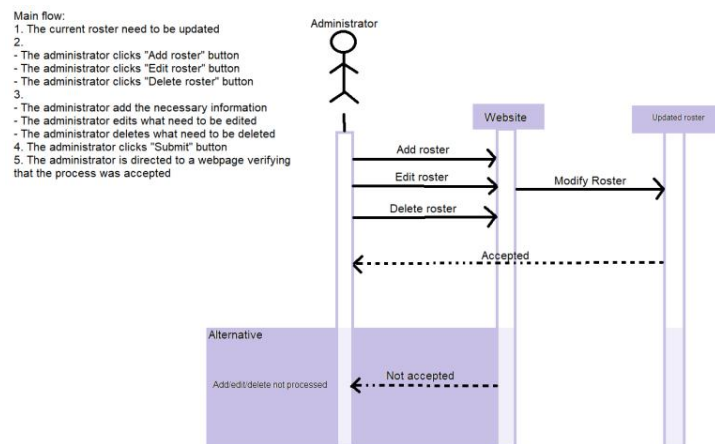 Main flow:
1. The current roster need to be updated
2.
- The administrator clicks "Add roster" button
- The administrator clicks "Edit roster" button
- The administrator clicks "Delete roster" button
3.
- The administrator add the necessary information
- The administrator edits what need to be edited
- The administrator deletes what need to be deleted
4. The administrator clicks "Submit" button
5. The administrator is directed to a webpage verifying
that the process was accepted
Administrator
Website
Updated roster
Add roster
Edit roster
Modify Roster
Delete roster
Accepted
Alternative
Not accepted
Add/edit/delete not processed